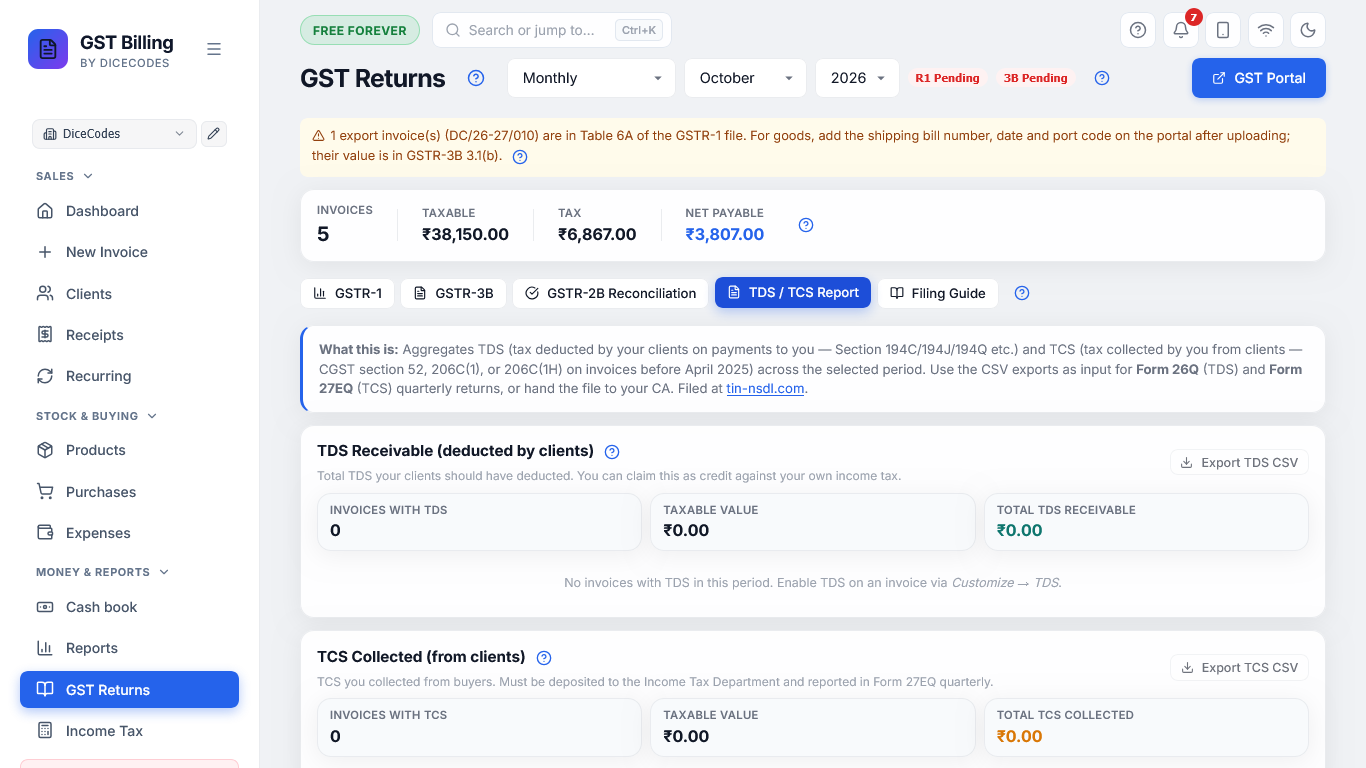 GST Billing
BY DICECODES
DiceCodes
SALES
Dashboard
New Invoice
Clients
Receipts
Recurring
STOCK & BUYING
Products
Purchases
Expenses
MONEY & REPORTS
Cash book
Reports
GST Returns
Income Tax
FREE FOREVER
Search or jump to...
Ctrl+K
7
GST Returns
Monthly
October
2026
R1 Pending
3B Pending
GST Portal
1 export invoice(s) (DC/26-27/010) are in Table 6A of the GSTR-1 file. For goods, add the shipping bill number, date and port code on the portal after uploading;
their value is in GSTR-3B 3.1(b).
INVOICES
5
TAXABLE
₹38,150.00
TAX
₹6,867.00
NET PAYABLE
₹3,807.00
GSTR-1
GSTR-3B
GSTR-2B Reconciliation
TDS / TCS Report
Filing Guide
What this is: Aggregates TDS (tax deducted by your clients on payments to you — Section 194C/194J/194Q etc.) and TCS (tax collected by you from clients —
CGST section 52, 206C(1), or 206C(1H) on invoices before April 2025) across the selected period. Use the CSV exports as input for Form 26Q (TDS) and Form
27EQ (TCS) quarterly returns, or hand the file to your CA. Filed at tin-nsdl.com.
TDS Receivable (deducted by clients)
Total TDS your clients should have deducted. You can claim this as credit against your own income tax.
Export TDS CSV
INVOICES WITH TDS
0
TAXABLE VALUE
₹0.00
TOTAL TDS RECEIVABLE
₹0.00
No invoices with TDS in this period. Enable TDS on an invoice via Customize → TDS.
TCS Collected (from clients)
TCS you collected from buyers. Must be deposited to the Income Tax Department and reported in Form 27EQ quarterly.
Export TCS CSV
INVOICES WITH TCS
0
TAXABLE VALUE
₹0.00
TOTAL TCS COLLECTED
₹0.00